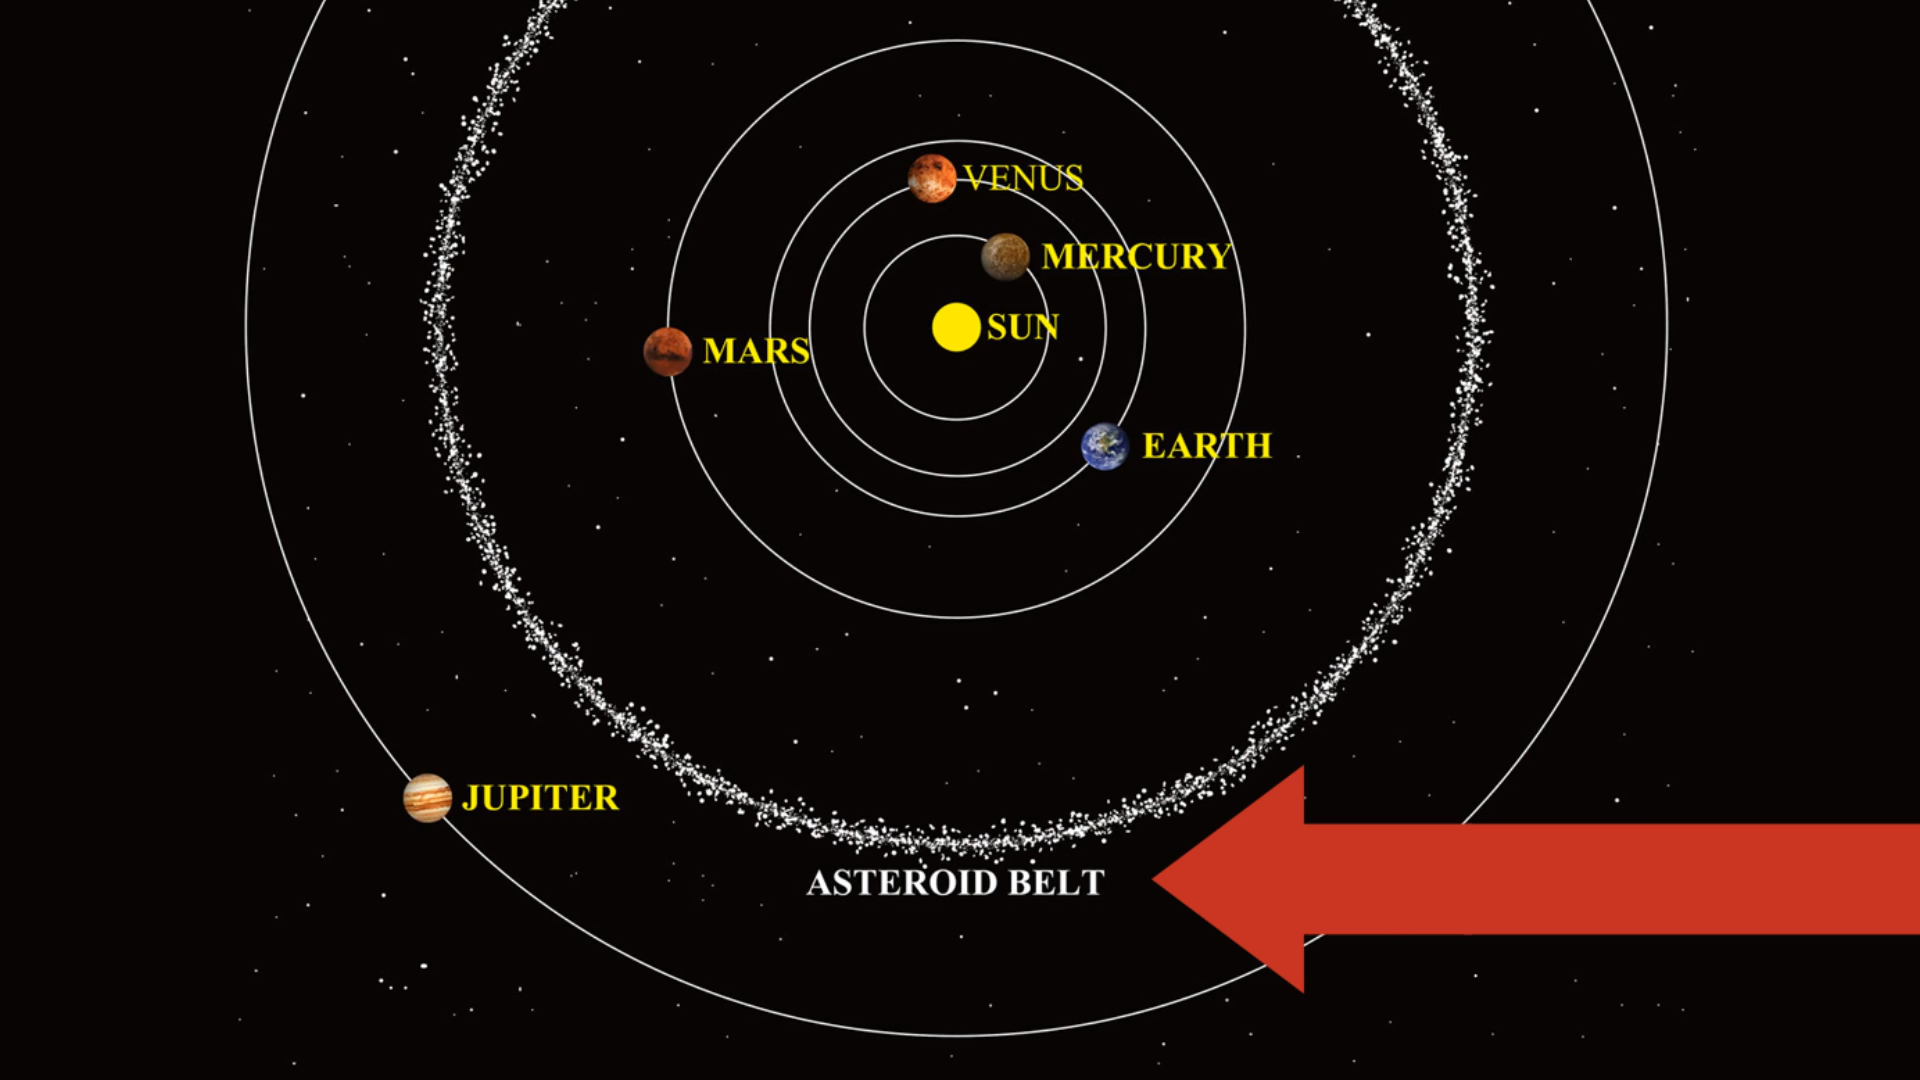 VENUS
MERCURY
SUN
MARS
EARTH
JUPITER
ASTEROID BELT